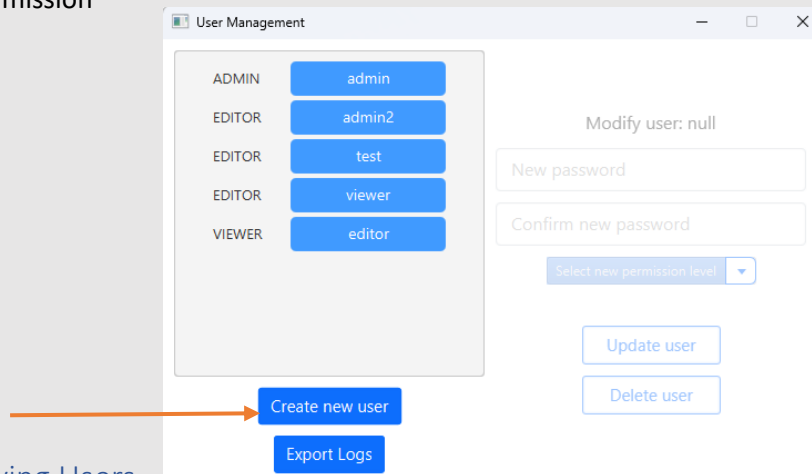 User Management
ADMIN admin
EDITOR admin2
EDITOR test
EDITOR viewer
VIEWER editor
Modify user: null
New password
Confirm new password
Select new permission level
Update user
Delete user
Create new user
Export Logs